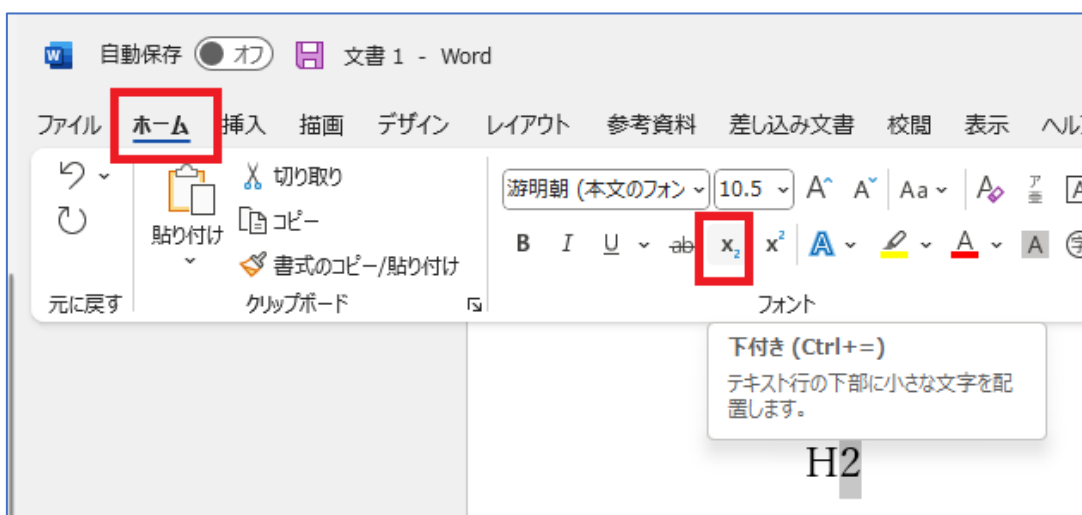 自動保存 オフ 文書 1 - Word
ファイル ホーム 挿入 描画 デザイン レイアウト 参考資料 差し込み文書 校閲 表示
切り取り
游明朝 (本文のフォン 10.5 A A Aa A ア亜 A
貼り付け
コピー
B I U ab x₂ x² A A A 字
書式のコピー/貼り付け
元に戻す クリップボード フォント
下付き (Ctrl+=)
テキスト行の下部に小さな文字を配
置します。
H2